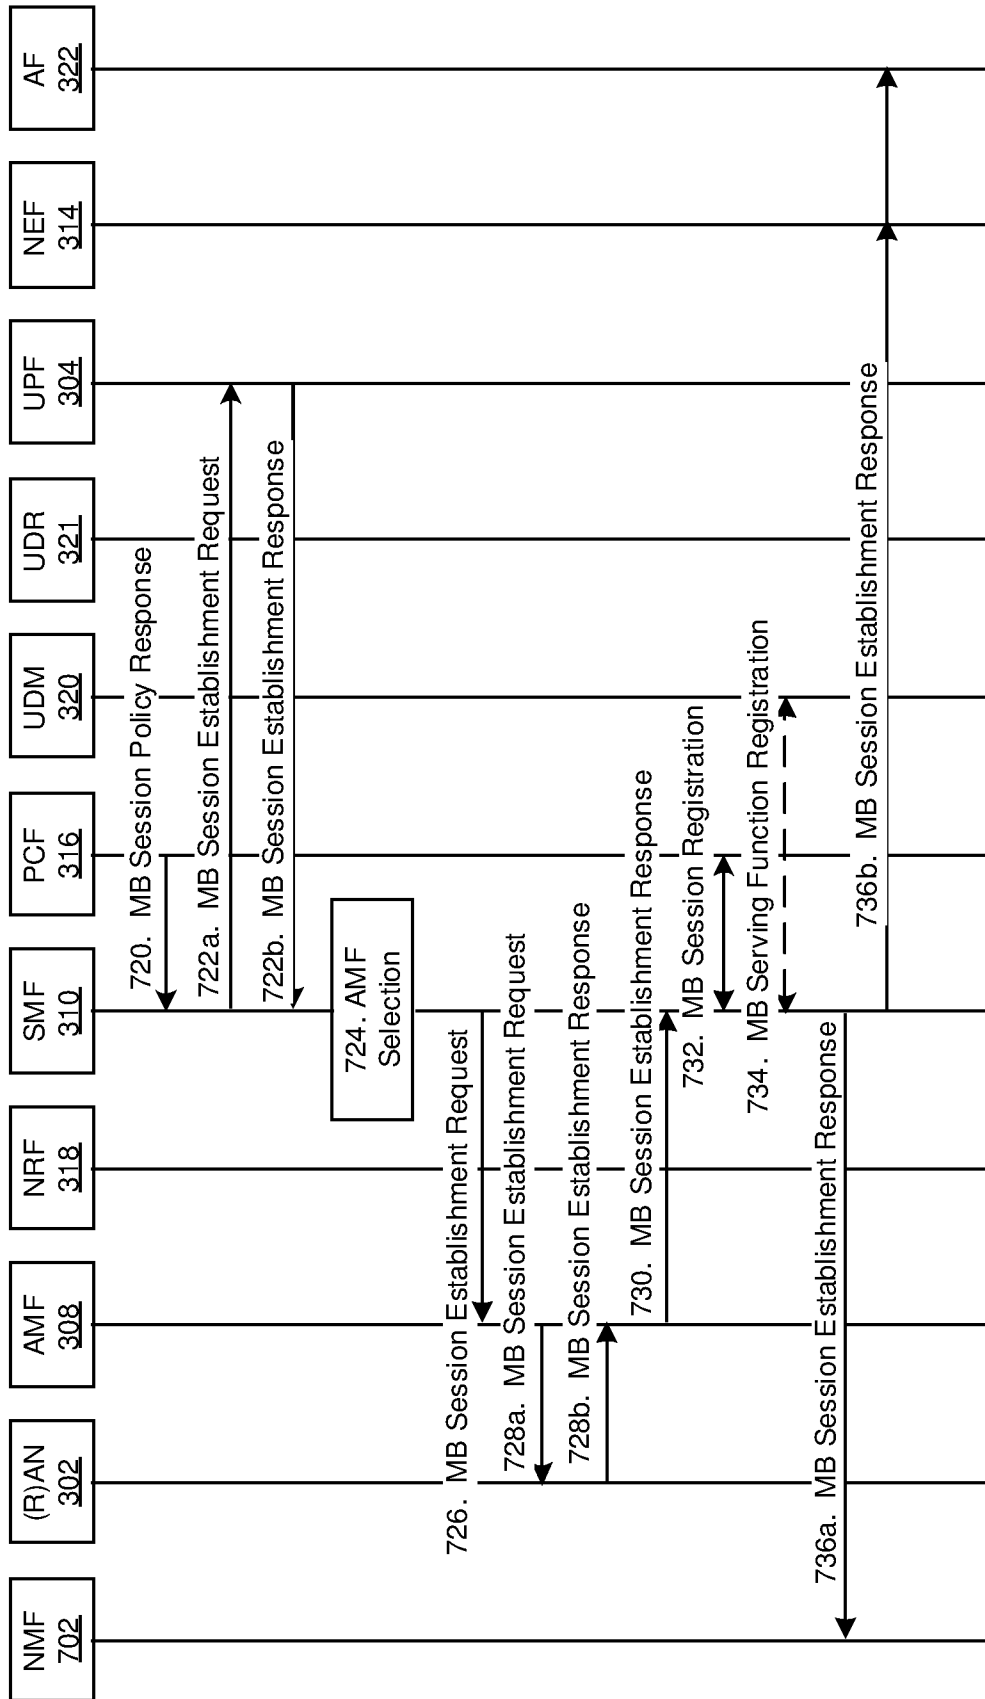 NMF
702
(R)AN
302
AMF
308
NRF
318
SMF
310
PCF
316
UDM
320
UDR
321
UPF
304
NEF
314
AF
322
720. MB Session Policy Response
722a. MB Session Establishment Request
722b. MB Session Establishment Response
724. AMF
Selection
726. MB Session Establishment Request
728a. MB Session Establishment Request
728b. MB Session Establishment Response
730. MB Session Establishment Response
732. MB Session Registration
734. MB Serving Function Registration
736a. MB Session Establishment Response
736b. MB Session Establishment Response